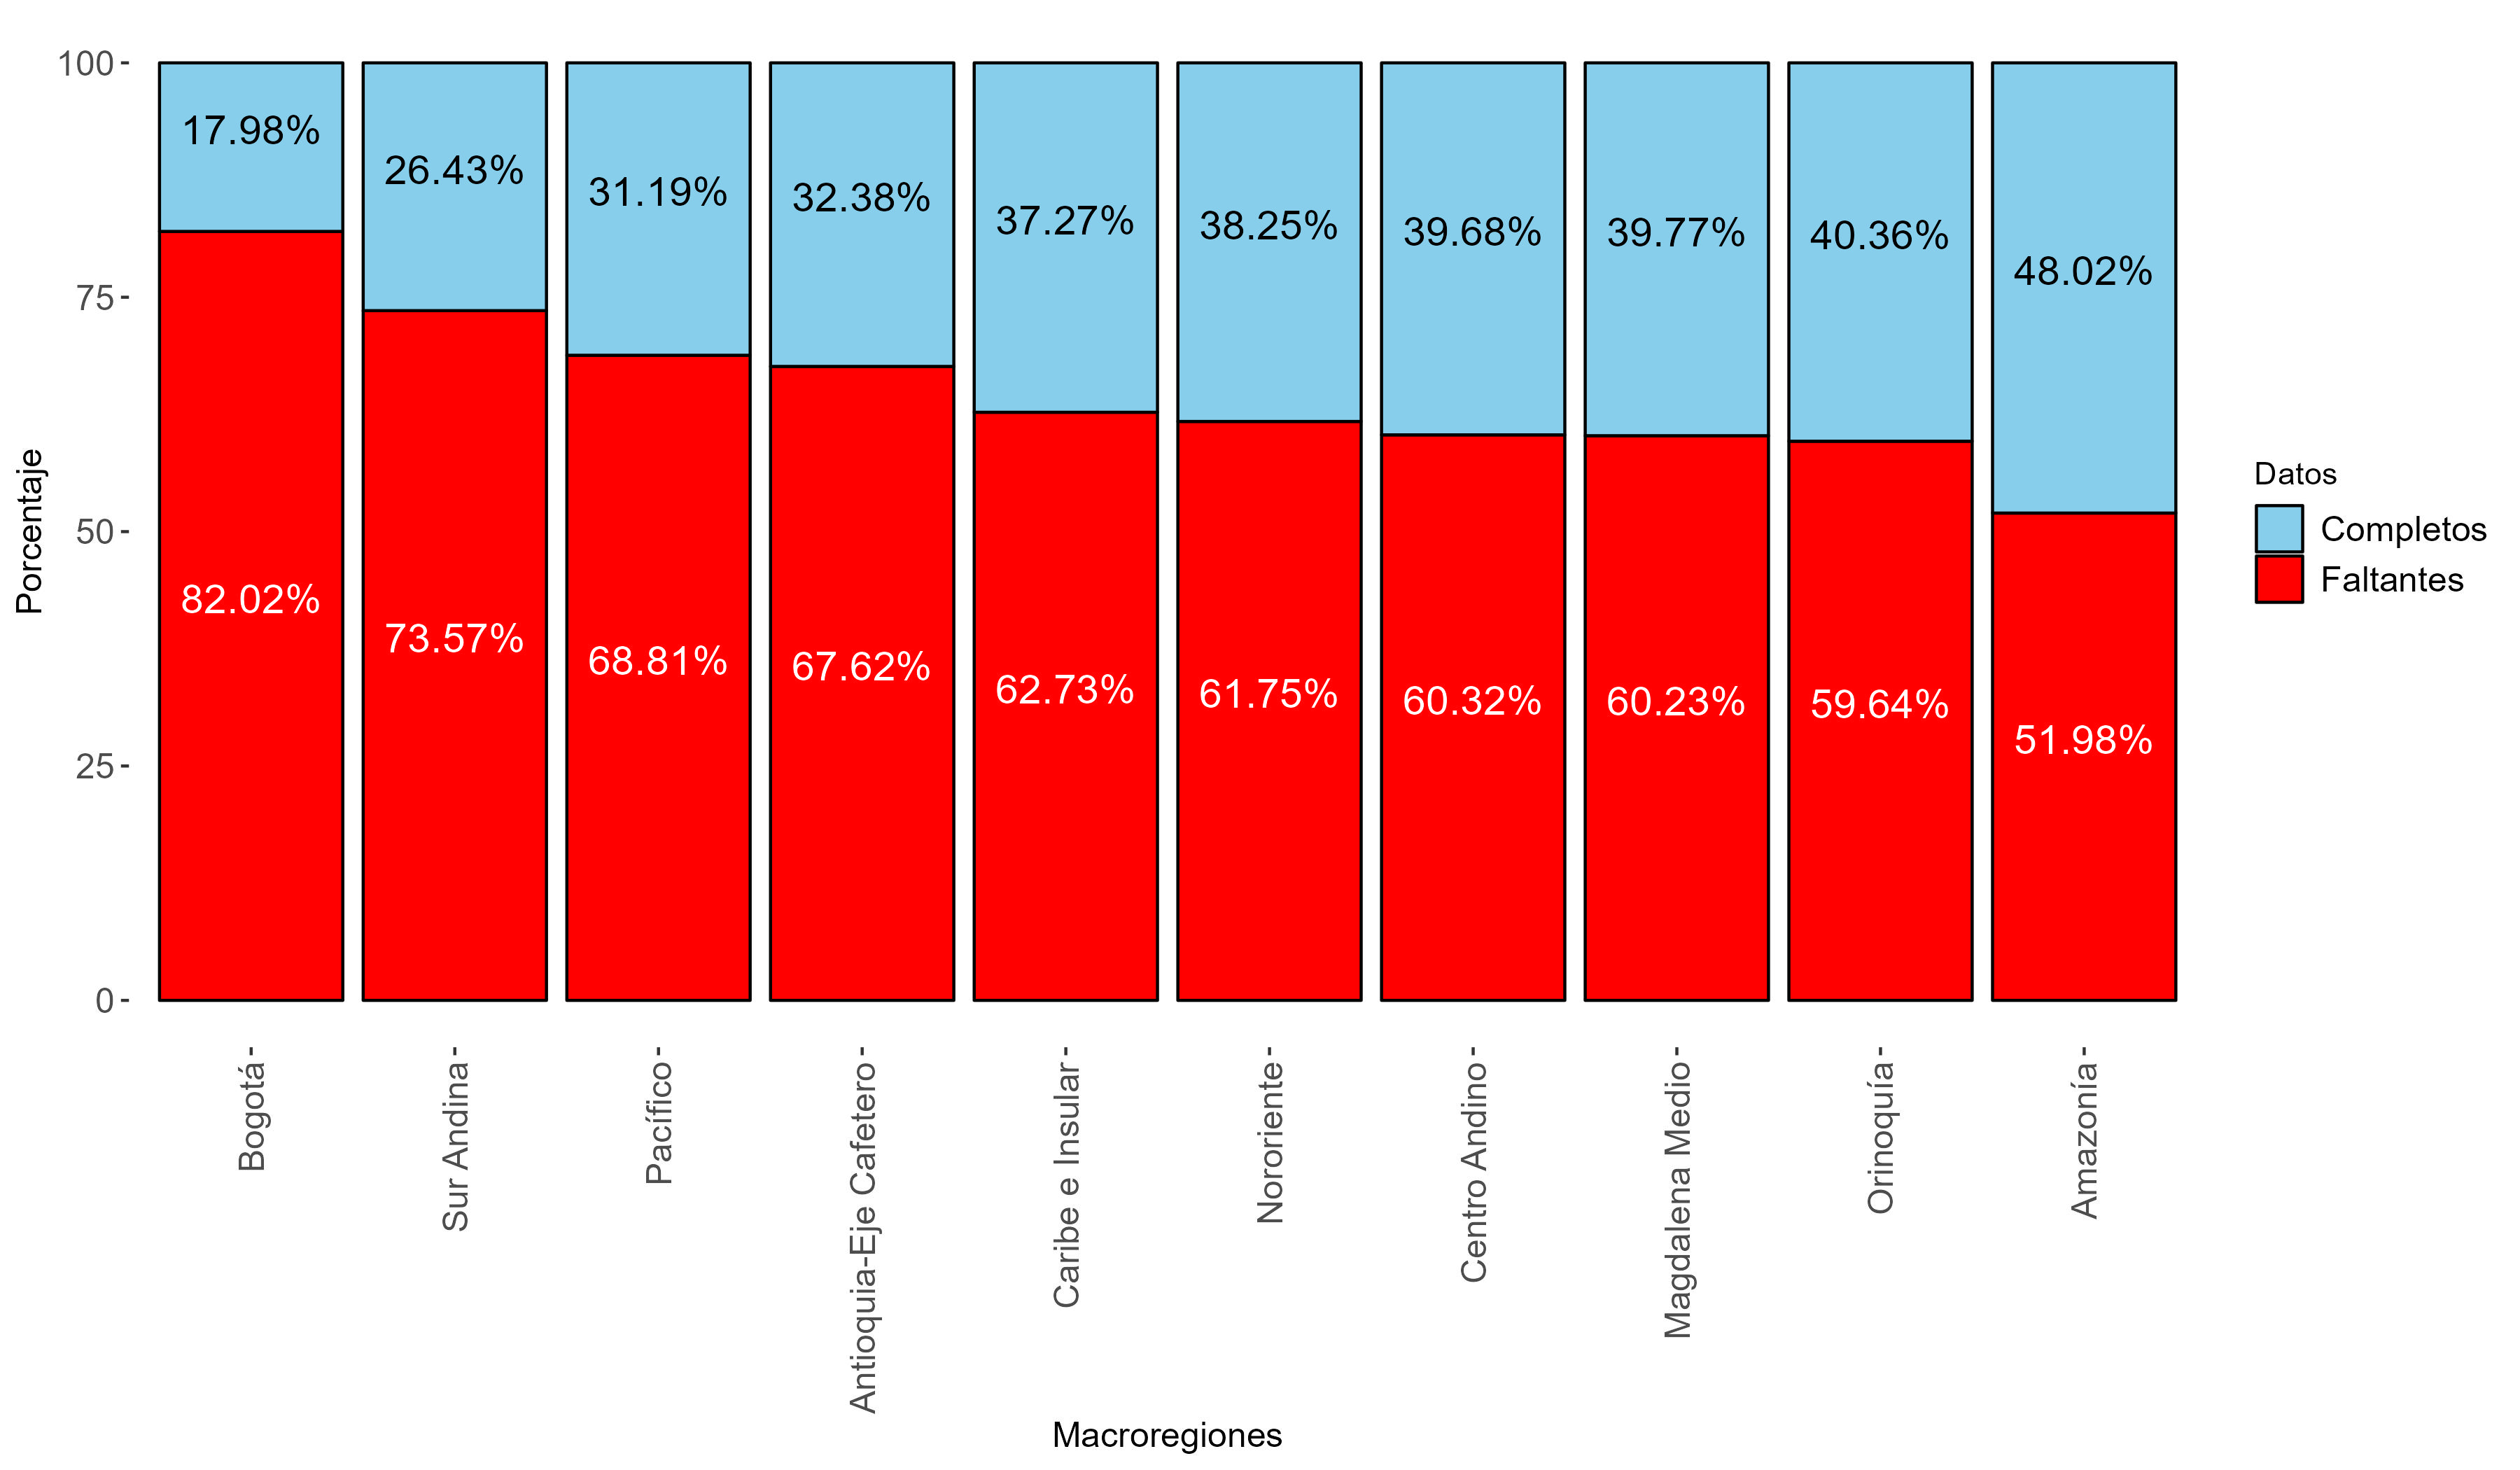 100
75
50
25
0
Porcentaje
17.98%
26.43%
31.19%
32.38%
37.27%
38.25%
39.68%
39.77%
40.36%
48.02%
82.02%
73.57%
68.81%
67.62%
62.73%
61.75%
60.32%
60.23%
59.64%
51.98%
Bogotá
Sur Andina
Pacífico
Antioquia-Eje Cafetero
Caribe e Insular
Nororiente
Centro Andino
Magdalena Medio
Orinoquía
Amazonía
Macroregiones
Datos
Completos
Faltantes